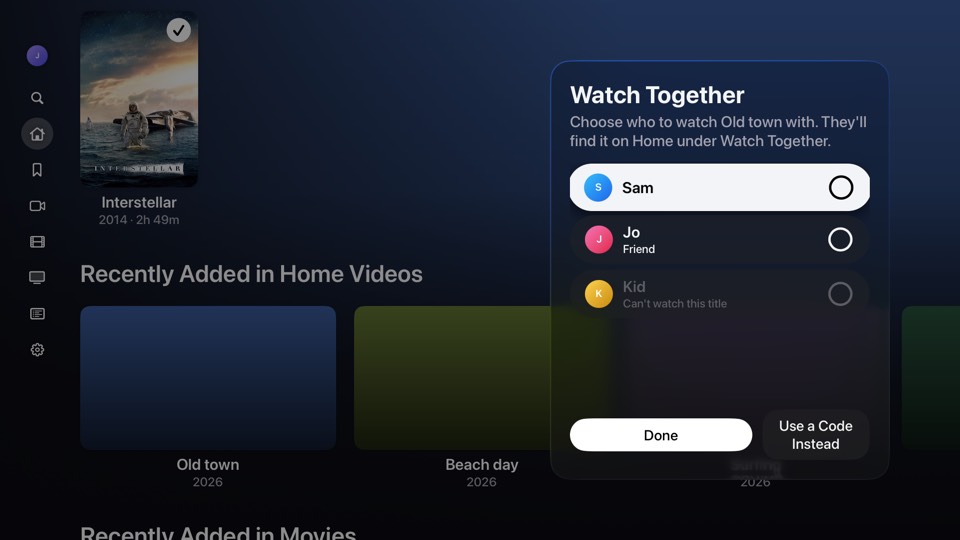 J
INTERSTELLAR
Interstellar
2014 · 2h 49m
Recently Added in Home Videos
Old town
2026
Beach day
2026
2026
Recently Added in Movies
Watch Together
Choose who to watch Old town with. They'll
find it on Home under Watch Together.
S
Sam
J
Jo
Friend
K
Kid
Can't watch this title
Done
Use a Code
Instead